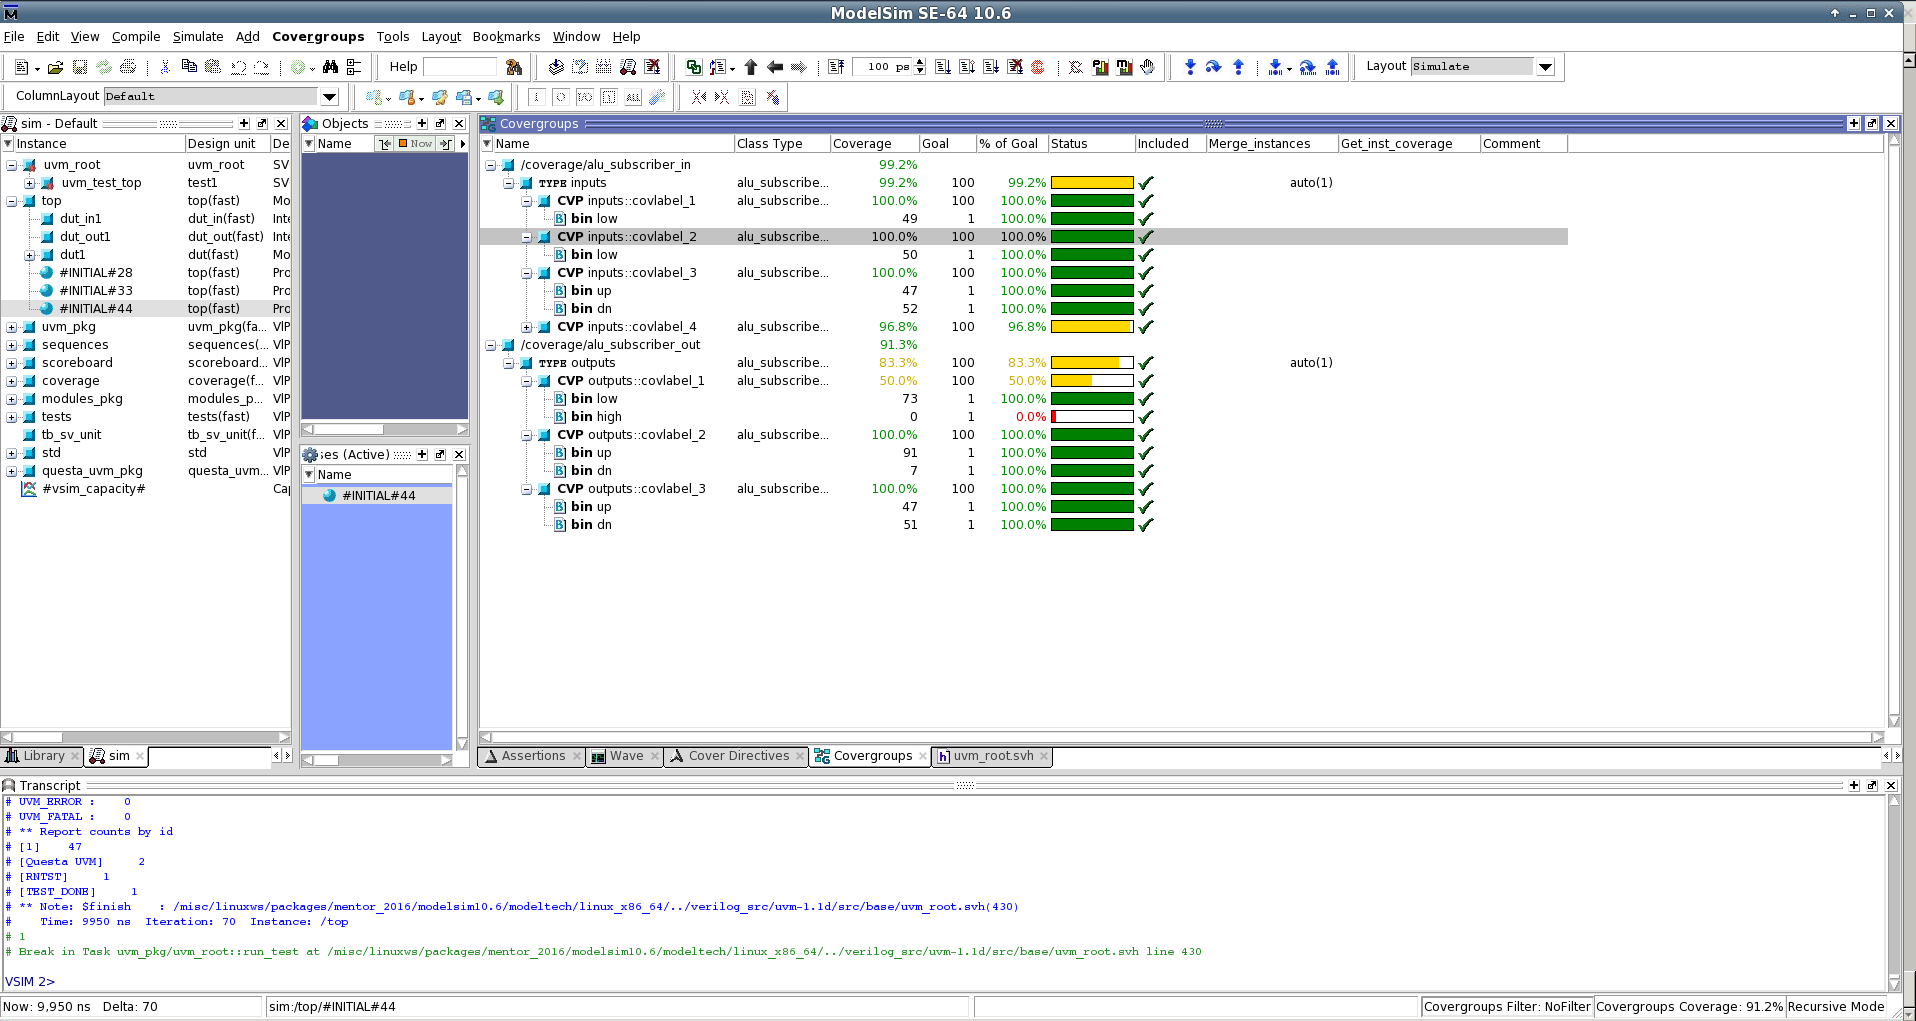 ModelSim SE-64 10.6
File Edit View Compile Simulate Add Covergroups Tools Layout Bookmarks Window Help
Help 100 ps Layout Simulate
ColumnLayout Default
sim - Default
Instance Design unit De
uvm_root uvm_root SV
uvm_test_top test1 SV
top top(fast) Mo
dut_in1 dut_in(fast) Inte
dut_out1 dut_out(fast) Inte
dut1 dut(fast) Mo
#INITIAL#28 top(fast) Pro
#INITIAL#33 top(fast) Pro
#INITIAL#44 top(fast) Pro
uvm_pkg uvm_pkg(fa... VlP
sequences sequences(... VlP
scoreboard scoreboard... VlP
coverage coverage(f... VlP
modules_pkg modules_p... VlP
tests tests(fast) VlP
tb_sv_unit tb_sv_unit(f... VlP
std std VlP
questa_uvm_pkg questa_uvm... VlP
#vsim_capacity# Cap
Library sim
Objects
Name Now
ses (Active)
Name
#INITIAL#44
Covergroups
Name Class Type Coverage Goal % of Goal Status Included Merge_instances Get_inst_coverage Comment
/coverage/alu_subscriber_in 99.2%
TYPE inputs alu_subscribe... 99.2% 100 99.2% auto(1)
CVP inputs::covlabel_1 alu_subscribe... 100.0% 100 100.0%
B bin low 49 1 100.0%
CVP inputs::covlabel_2 alu_subscribe... 100.0% 100 100.0%
B bin low 50 1 100.0%
CVP inputs::covlabel_3 alu_subscribe... 100.0% 100 100.0%
B bin up 47 1 100.0%
B bin dn 52 1 100.0%
CVP inputs::covlabel_4 alu_subscribe... 96.8% 100 96.8%
/coverage/alu_subscriber_out 91.3%
TYPE outputs alu_subscribe... 83.3% 100 83.3% auto(1)
CVP outputs::covlabel_1 alu_subscribe... 50.0% 100 50.0%
B bin low 73 1 100.0%
B bin high 0 1 0.0%
CVP outputs::covlabel_2 alu_subscribe... 100.0% 100 100.0%
B bin up 91 1 100.0%
B bin dn 7 1 100.0%
CVP outputs::covlabel_3 alu_subscribe... 100.0% 100 100.0%
B bin up 47 1 100.0%
B bin dn 51 1 100.0%
Assertions Wave Cover Directives Covergroups uvm_root.svh
Transcript
# UVM_ERROR : 0
# UVM_FATAL : 0
# ** Report counts by id
# [1] 47
# [Questa UVM] 2
# [RNTST] 1
# [TEST_DONE] 1
# ** Note: $finish : /misc/linuxws/packages/mentor_2016/modelsim10.6/modeltech/linux_x86_64/../verilog_src/uvm-1.1d/src/base/uvm_root.svh(430)
# Time: 9950 ns Iteration: 70 Instance: /top
# 1
# Break in Task uvm_pkg/uvm_root::run_test at /misc/linuxws/packages/mentor_2016/modelsim10.6/modeltech/linux_x86_64/../verilog_src/uvm-1.1d/src/base/uvm_root.svh line 430
VSIM 2>
Now: 9,950 ns Delta: 70 sim:/top/#INITIAL#44 Covergroups Filter: NoFilter Covergroups Coverage: 91.2% Recursive Mode